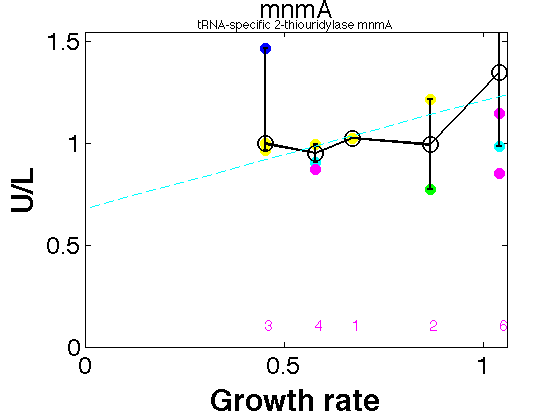 mnmA
tRNA-specific 2-thiouridylase mnmA
1.5
1
0.5
0
U/L
3 4 1 2 6
0 0.5 1
Growth rate